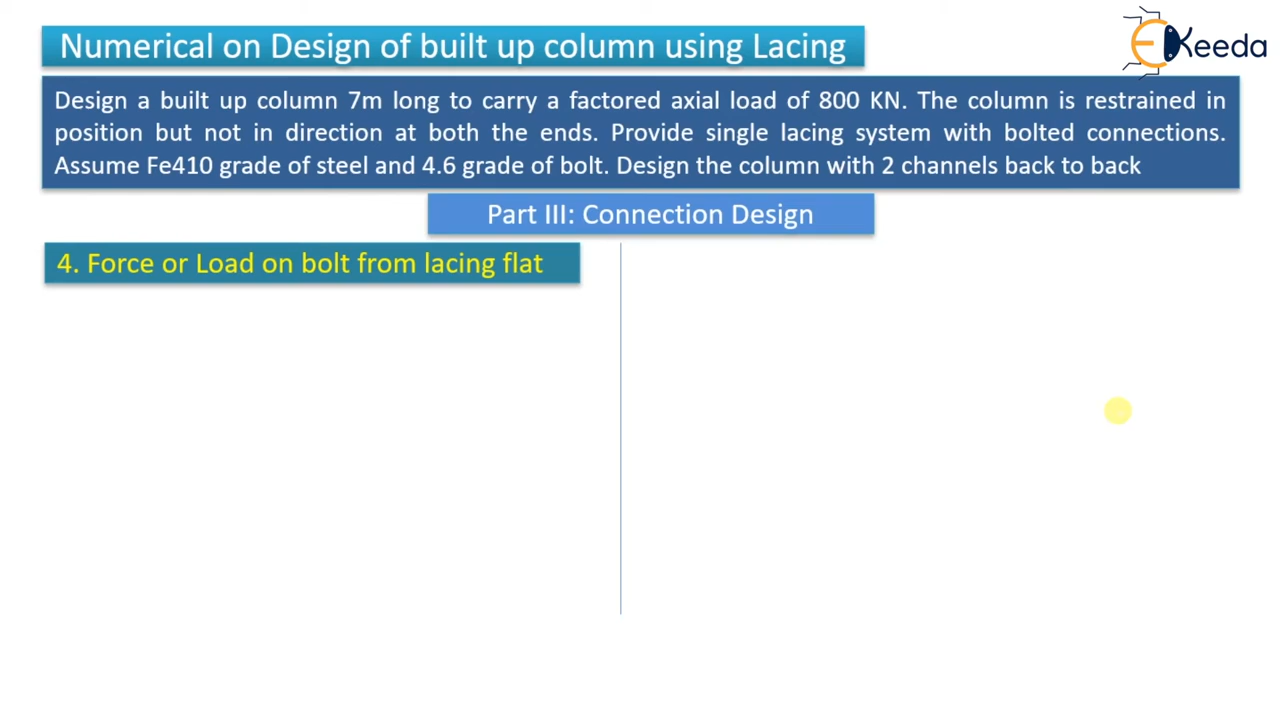 Numerical on Design of built up column using Lacing
EKeeda
Design a built up column 7m long to carry a factored axial load of 800 KN. The column is restrained in
position but not in direction at both the ends. Provide single lacing system with bolted connections.
Assume Fe410 grade of steel and 4.6 grade of bolt. Design the column with 2 channels back to back
Part III: Connection Design
4. Force or Load on bolt from lacing flat